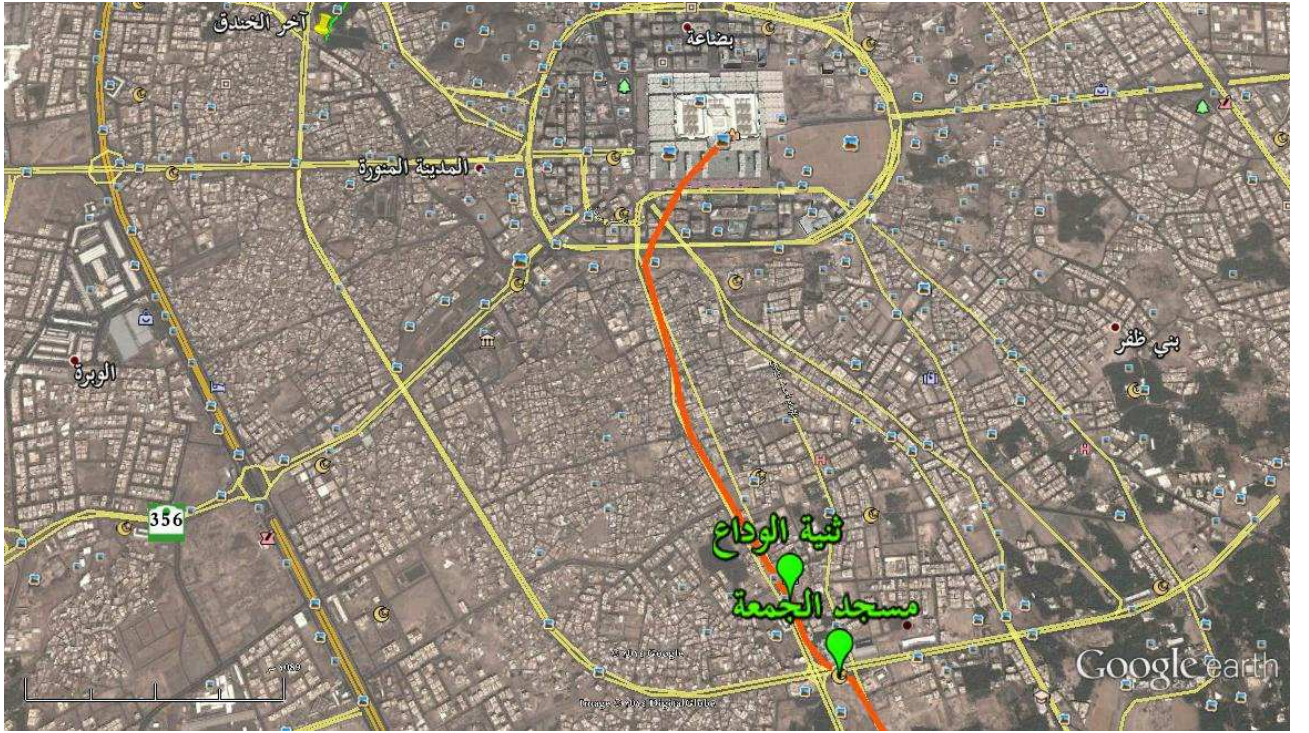 آخر الخندق
بضاعة
المدينة المنورة
الوبرة
بني ظفر
356
ثنية الوداع
مسجد الجمعة
Google earth